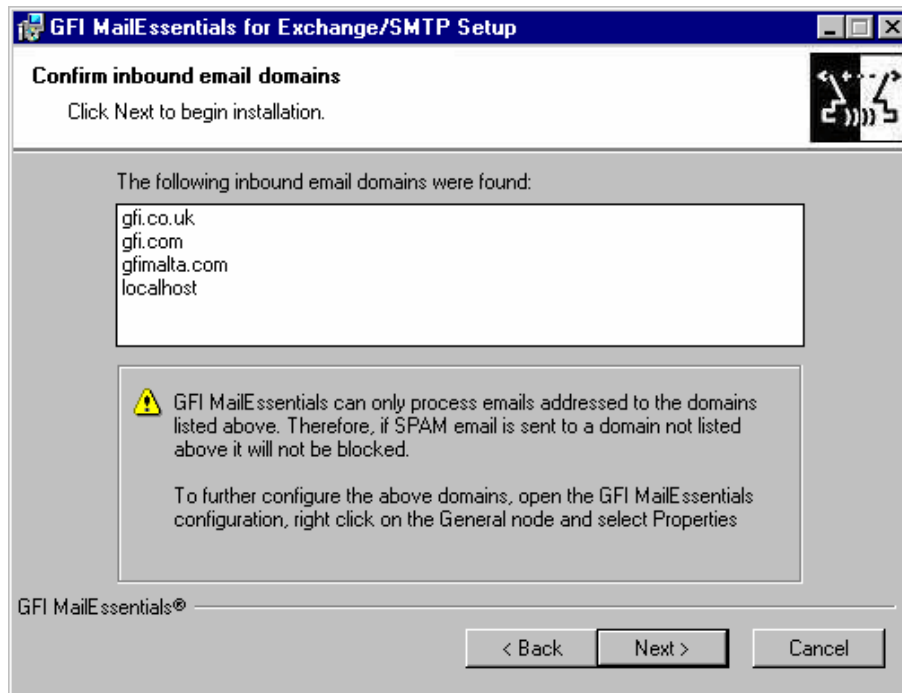 GFI MailEssentials for Exchange/SMTP Setup
Confirm inbound email domains
Click Next to begin installation.
The following inbound email domains were found:
gfi.co.uk
gfi.com
gfimalta.com
localhost
GFI MailEssentials can only process emails addressed to the domains
listed above. Therefore, if SPAM email is sent to a domain not listed
above it will not be blocked.
To further configure the above domains, open the GFI MailEssentials
configuration, right click on the General node and select Properties
GFI MailEssentials®
< Back Next > Cancel